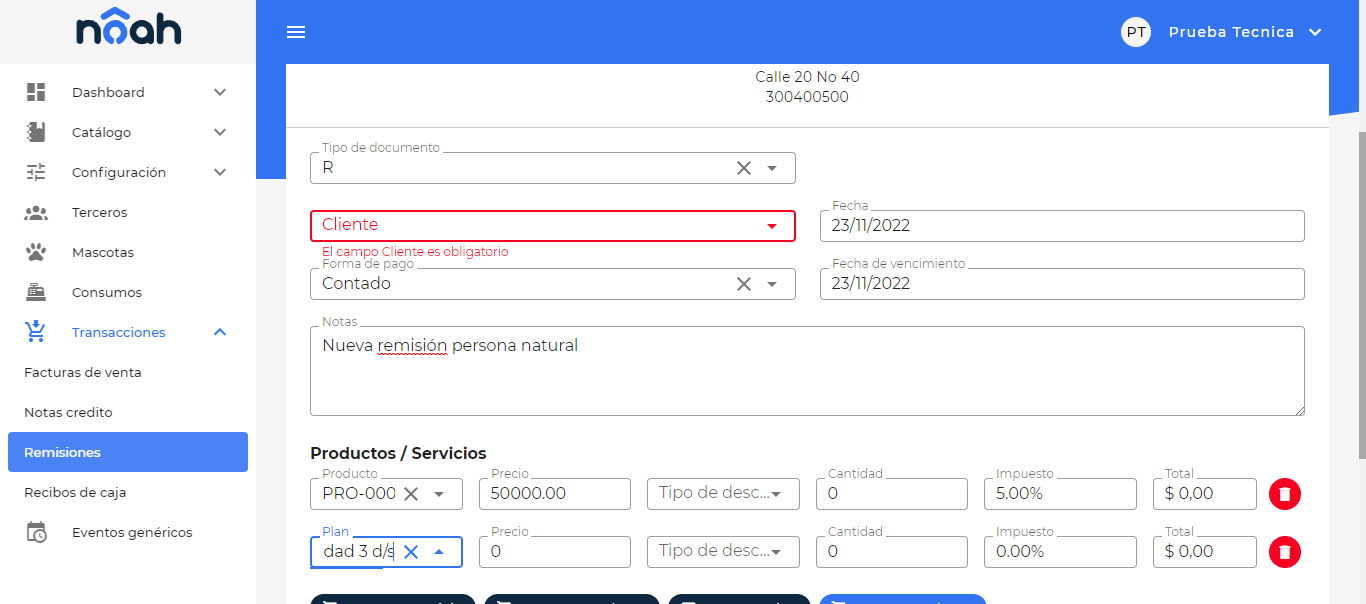 nôah
PT Prueba Tecnica
Dashboard
Catálogo
Configuración
Terceros
Mascotas
Consumos
Transacciones
Facturas de venta
Notas credito
Remisiones
Recibos de caja
Eventos genéricos
Calle 20 No 40
300400500
Tipo de documento
R
Cliente
El campo Cliente es obligatorio
Fecha
23/11/2022
Forma de pago
Contado
Fecha de vencimiento
23/11/2022
Notas
Nueva remisión persona natural
Productos / Servicios
Producto Precio Cantidad Impuesto Total
PRO-000 50000.00 Tipo de desc... 0 5.00% $ 0,00
Plan Precio Cantidad Impuesto Total
dad 3 d/s 0 Tipo de desc... 0 0.00% $ 0,00